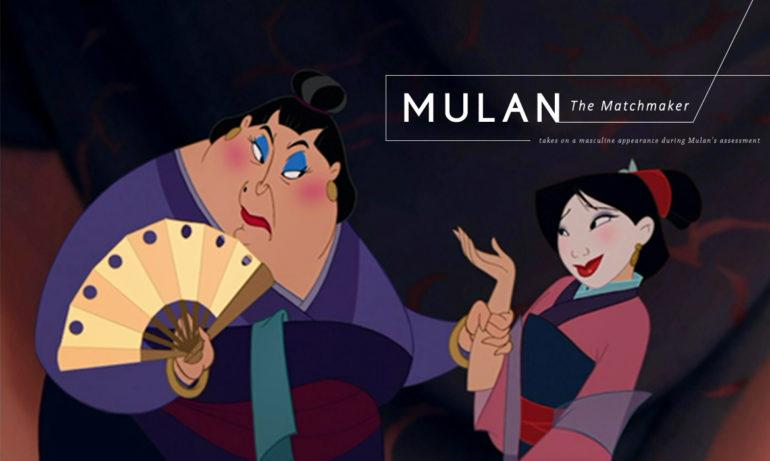 MULAN The Matchmaker
takes on a masculine appearance during Mulan's assessment